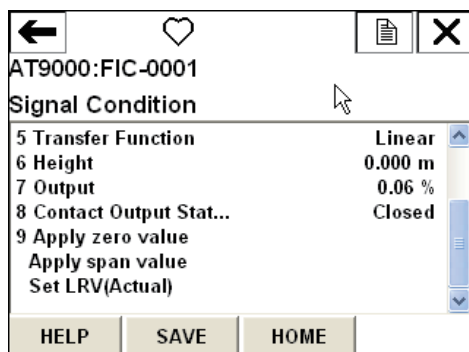 AT9000:FIC-0001
Signal Condition
5 Transfer Function Linear
6 Height 0.000 m
7 Output 0.06 %
8 Contact Output Stat... Closed
9 Apply zero value
Apply span value
Set LRV(Actual)
HELP SAVE HOME